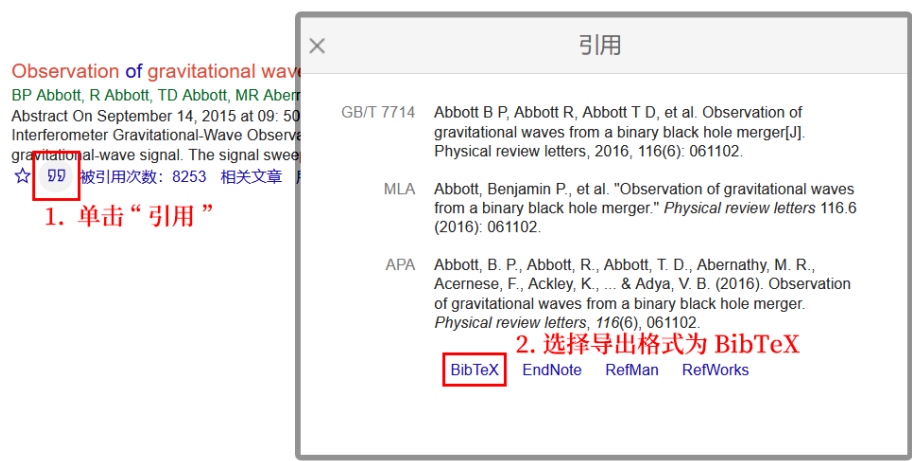 Observation of gravitational wave
BP Abbott, R Abbott, TD Abbott, MR Abern
Abstract On September 14, 2015 at 09: 50
Interferometer Gravitational-Wave Observa
gravitational-wave signal. The signal swee
被引用次数：8253 相关文章
1. 单击“ 引用 ”
引用
GB/T 7714
Abbott B P, Abbott R, Abbott T D, et al. Observation of
gravitational waves from a binary black hole merger[J].
Physical review letters, 2016, 116(6): 061102.
MLA
Abbott, Benjamin P., et al. "Observation of gravitational waves
from a binary black hole merger." Physical review letters 116.6
(2016): 061102.
APA
Abbott, B. P., Abbott, R., Abbott, T. D., Abernathy, M. R.,
Acernese, F., Ackley, K., ... & Adya, V. B. (2016). Observation
of gravitational waves from a binary black hole merger.
Physical review letters, 116(6), 061102.
2. 选择导出格式为 BibTeX
BibTeX EndNote RefMan RefWorks